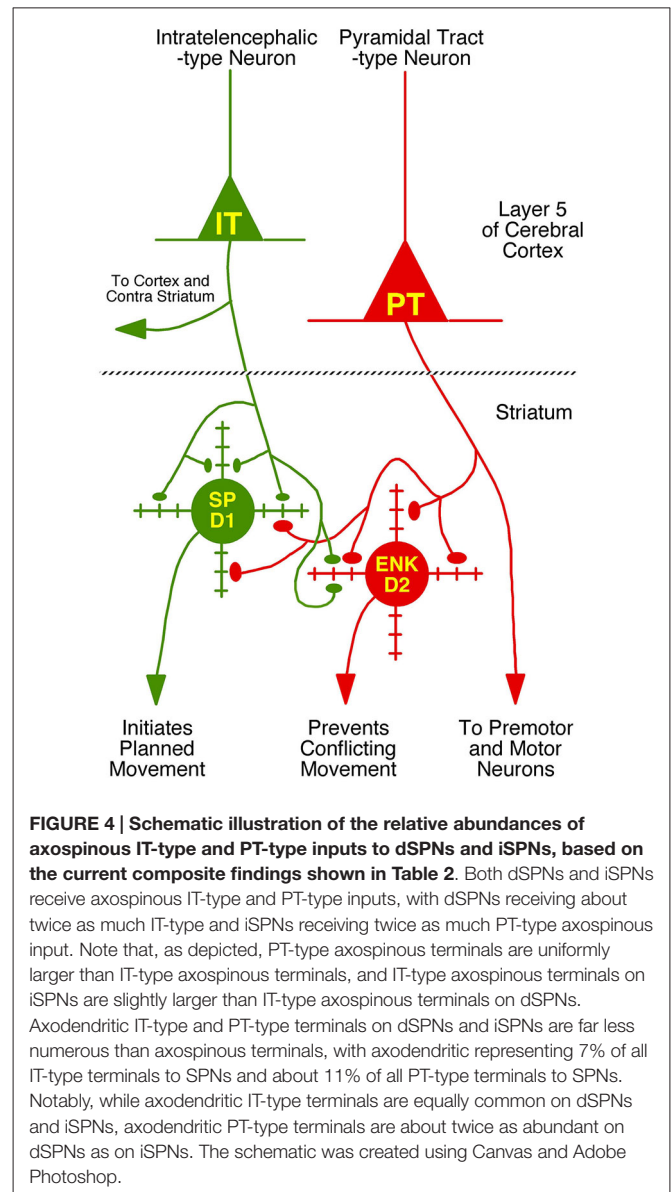 Intratelencephalic
-type Neuron
Pyramidal Tract
-type Neuron
IT
Layer 5
of Cerebral
Cortex
To Cortex and
Contra Striatum
PT
Striatum
SP
D1
ENK
D2
Initiates
Planned
Movement
Prevents
Conflicting
Movement
To Premotor
and Motor
Neurons
FIGURE 4 | Schematic illustration of the relative abundances of
axospinous IT-type and PT-type inputs to dSPNs and iSPNs, based on
the current composite findings shown in Table 2. Both dSPNs and iSPNs
receive axospinous IT-type and PT-type inputs, with dSPNs receiving about
twice as much IT-type and iSPNs receiving twice as much PT-type axospinous
input. Note that, as depicted, PT-type axospinous terminals are uniformly
larger than IT-type axospinous terminals, and IT-type axospinous terminals on
iSPNs are slightly larger than IT-type axospinous terminals on dSPNs.
Axodendritic IT-type and PT-type terminals on dSPNs and iSPNs are far less
numerous than axospinous terminals, with axodendritic representing 7% of all
IT-type terminals to SPNs and about 11% of all PT-type terminals to SPNs.
Notably, while axodendritic IT-type terminals are equally common on dSPNs
and iSPNs, axodendritic PT-type terminals are about twice as abundant on
dSPNs as on iSPNs. The schematic was created using Canvas and Adobe
Photoshop.